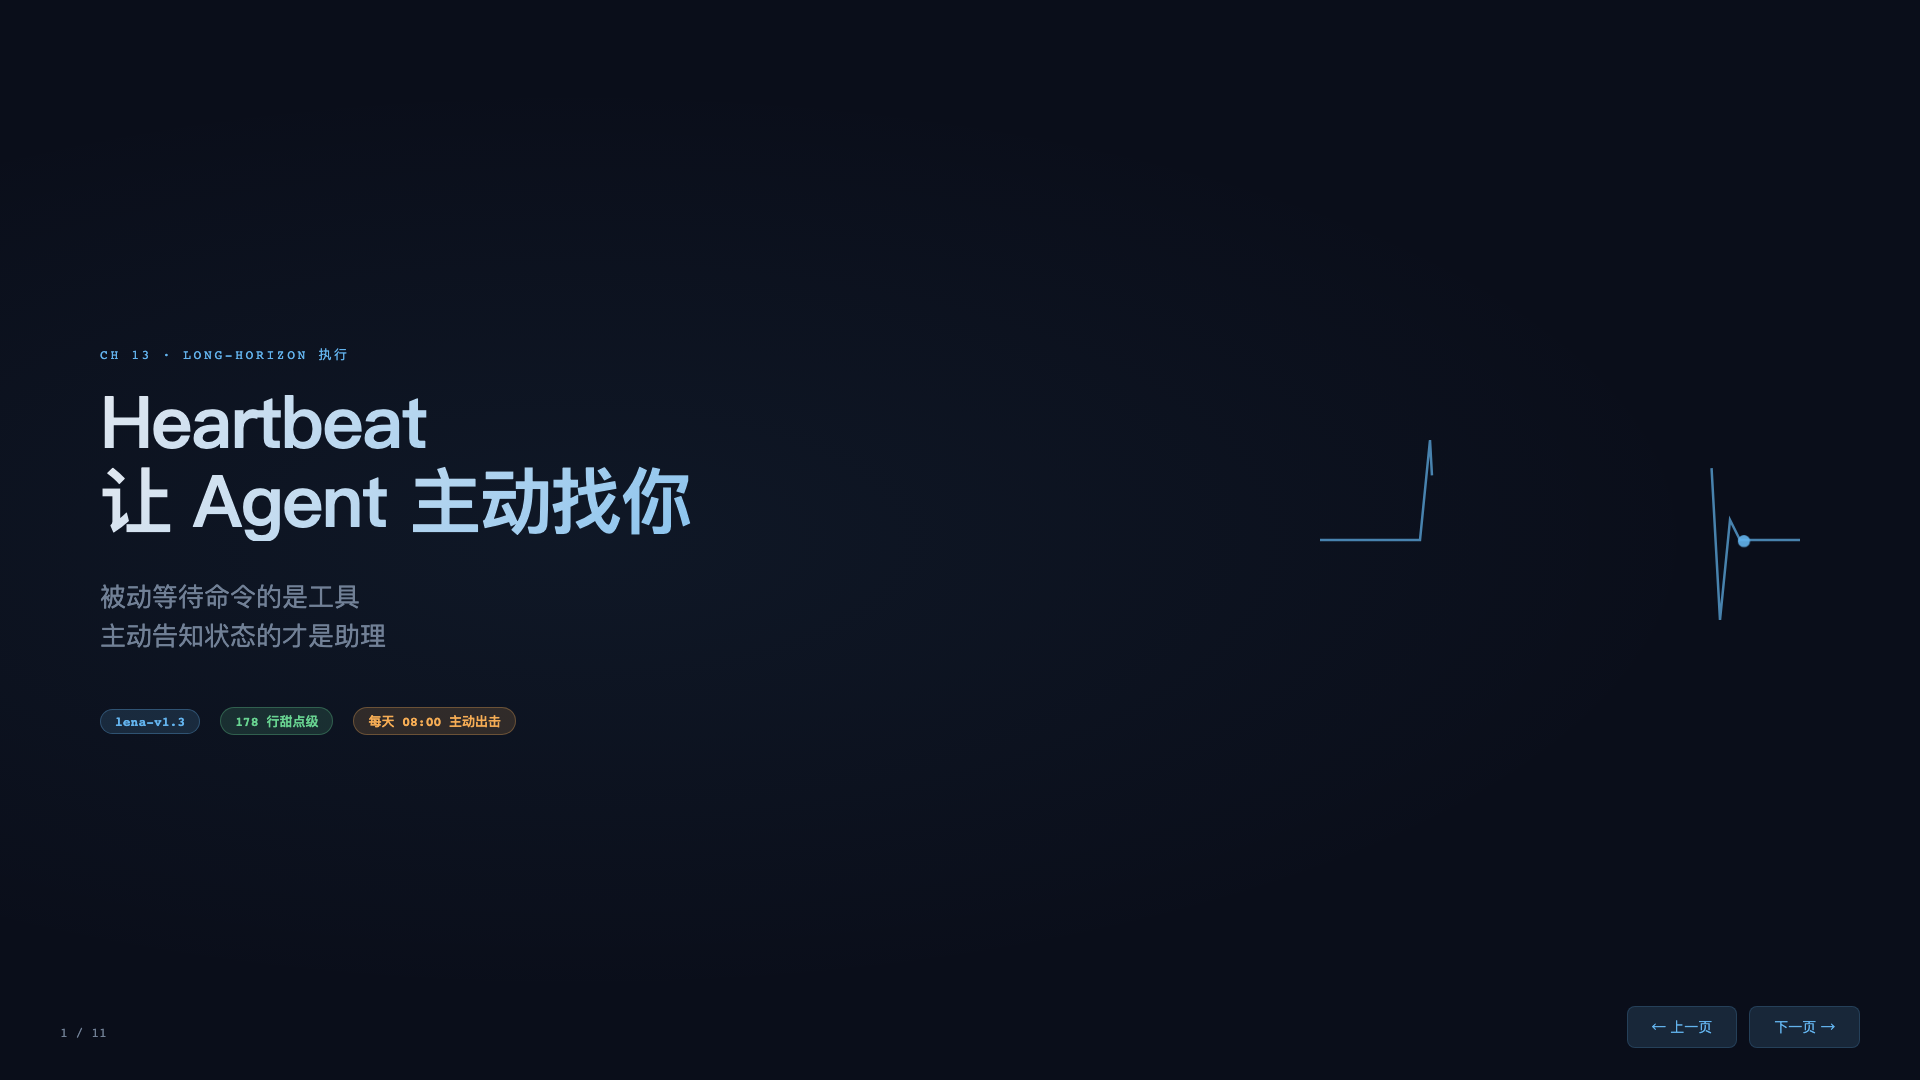 CH 13 · LONG-HORIZON 执行
Heartbeat
让 Agent 主动找你
被动等待命令的是工具
主动告知状态的才是助理
lena-v1.3
178 行甜点级
每天 08:00 主动出击
1 / 11
← 上一页
下一页 →